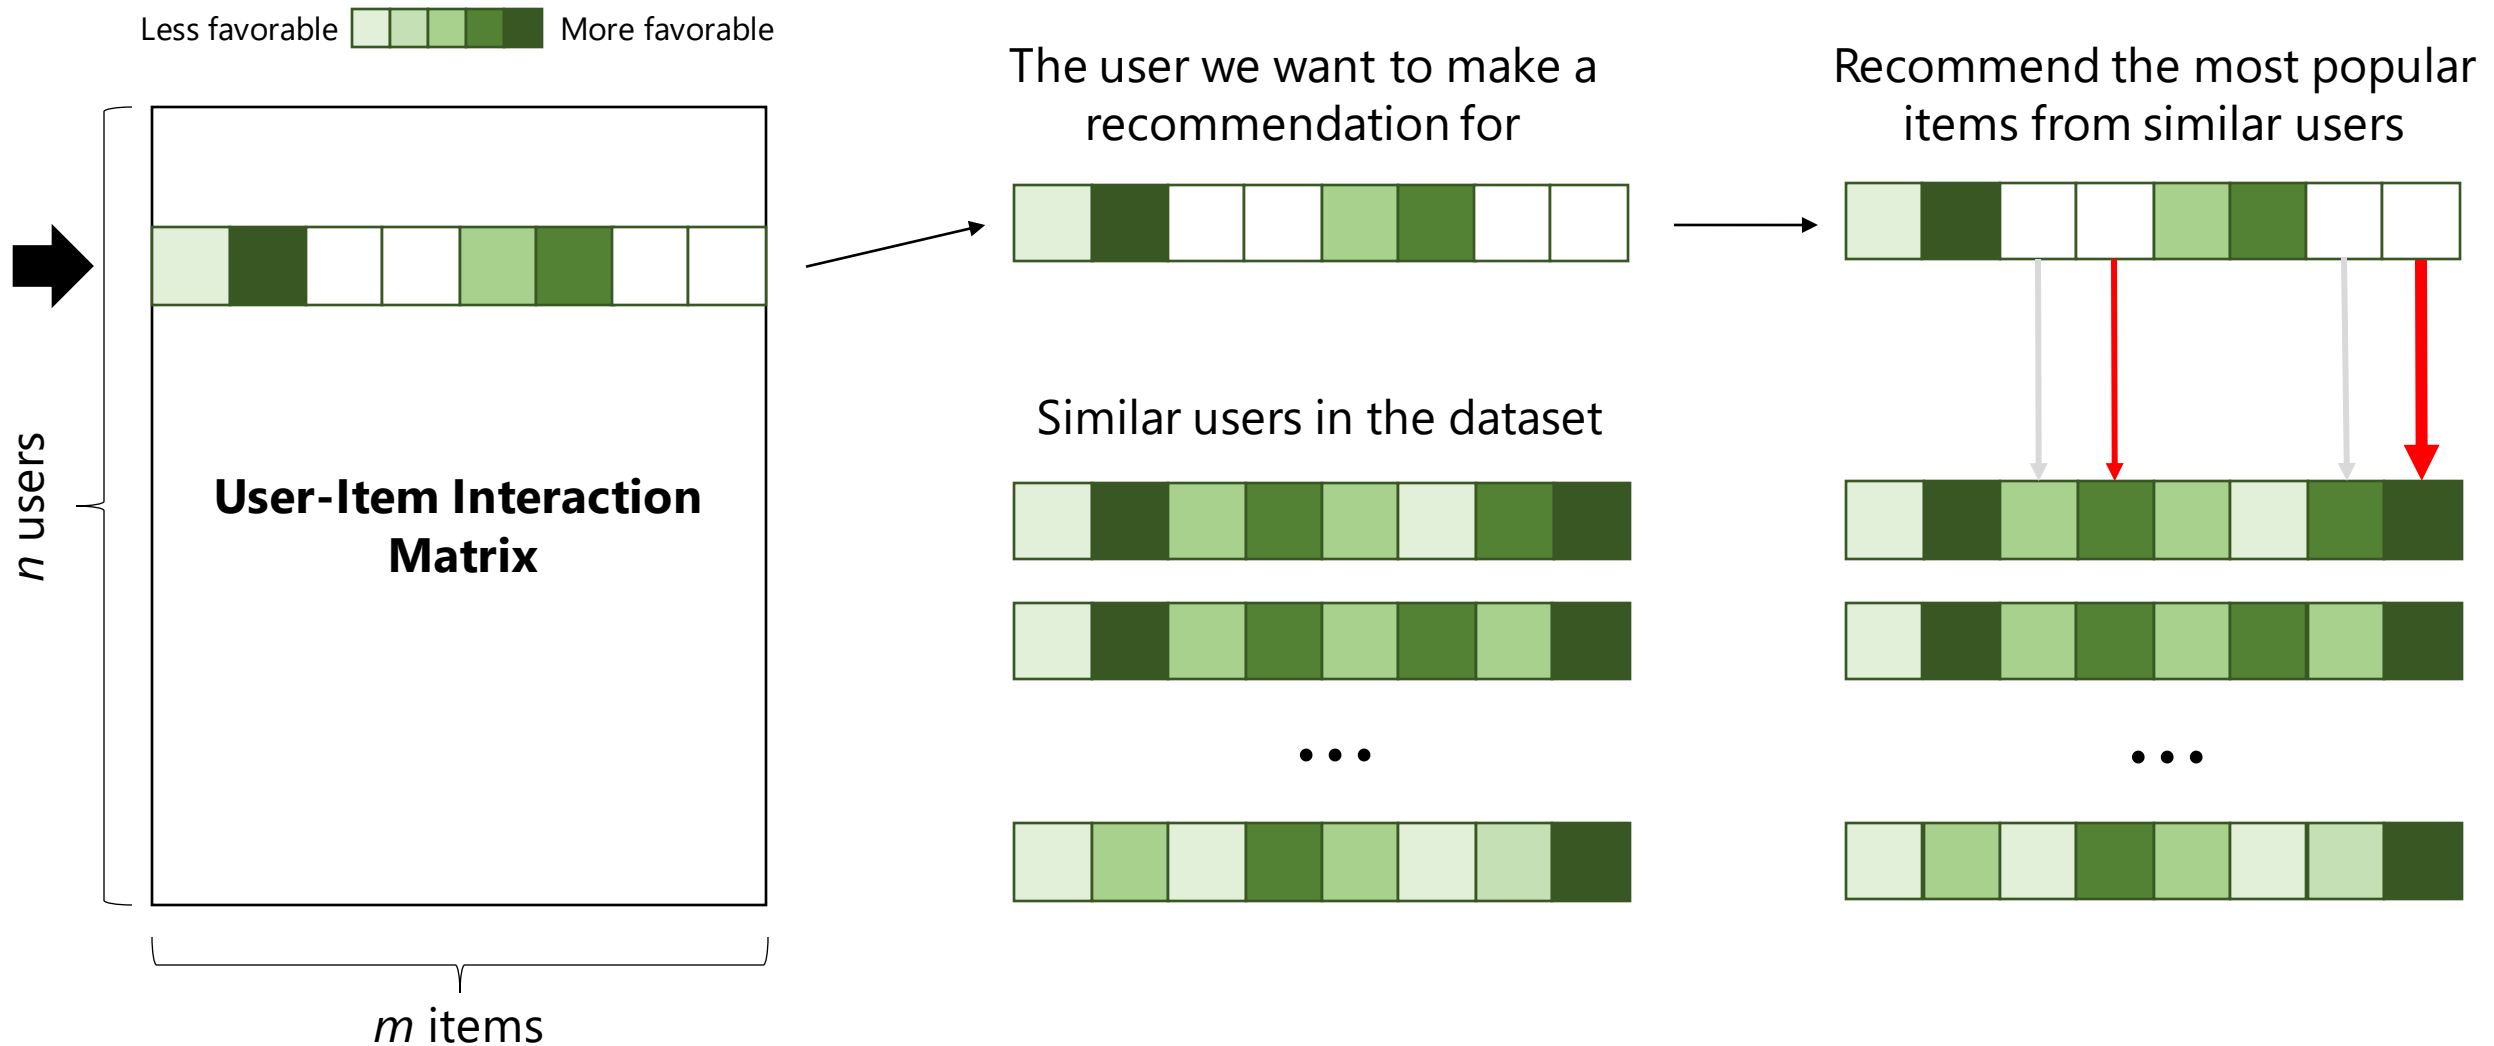 Less favorable
More favorable
n users
User-Item Interaction
Matrix
m items
The user we want to make a
recommendation for
Similar users in the dataset
...
Recommend the most popular
items from similar users
...